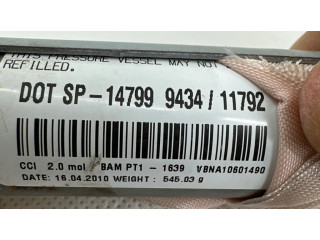 THIS PRESSURE VESSEL MAY NOT
REFILLED.
DOT SP-14799 9434/11792
CCI 2.0 mol BAM PT1 - 1639 VBNA10601490
DATE: 16.04.2010 WEIGHT: 545.03 g